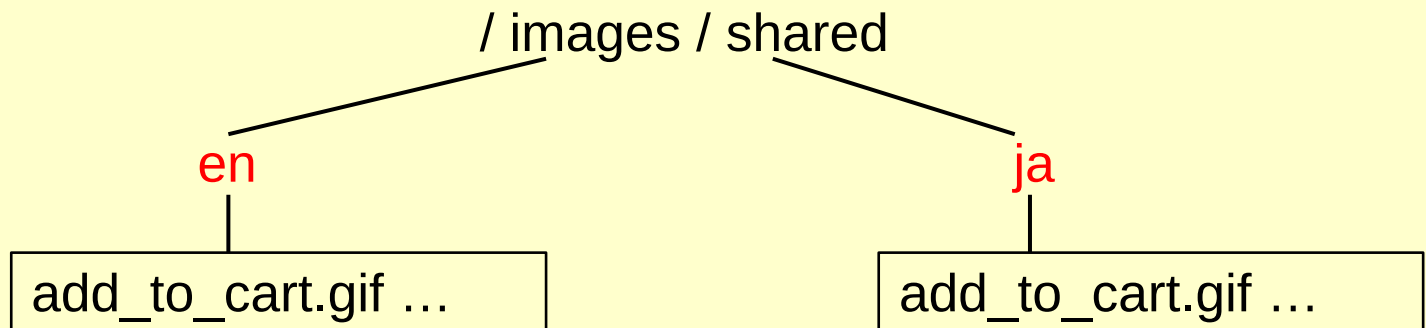 / images / shared
en
ja
add_to_cart.gif …
add_to_cart.gif …